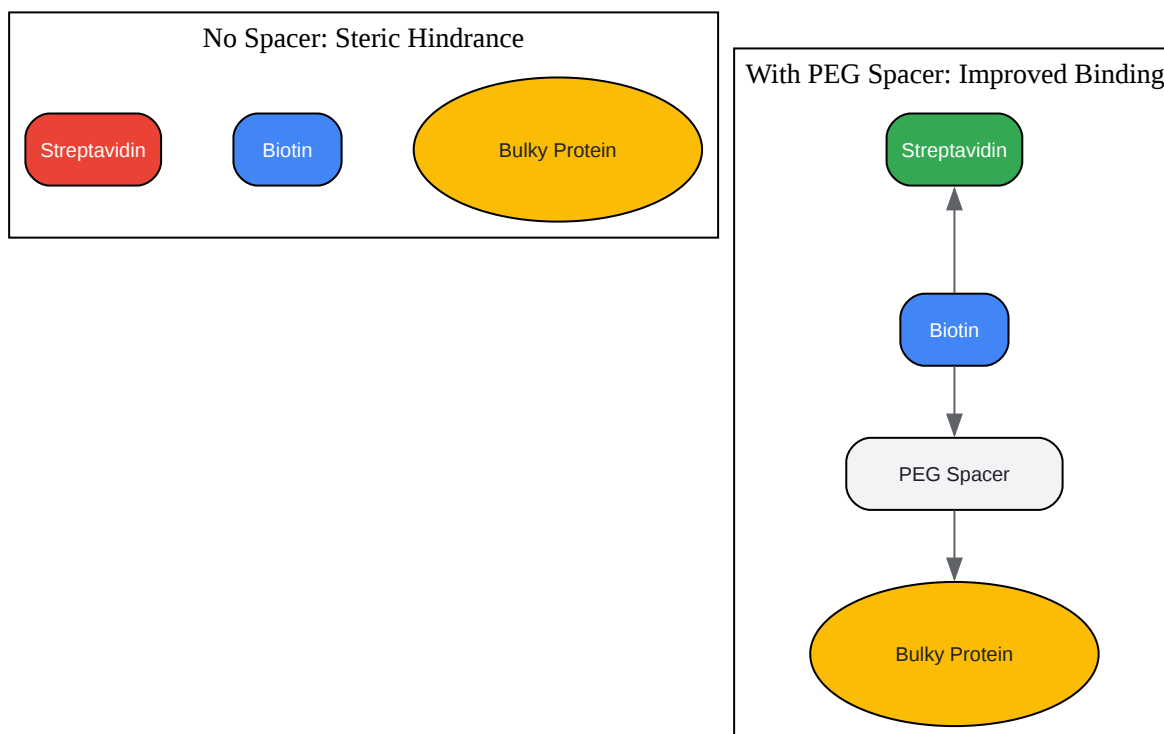 No Spacer: Steric Hindrance
Streptavidin
Biotin
Bulky Protein
With PEG Spacer: Improved Binding
Streptavidin
Biotin
PEG Spacer
Bulky Protein